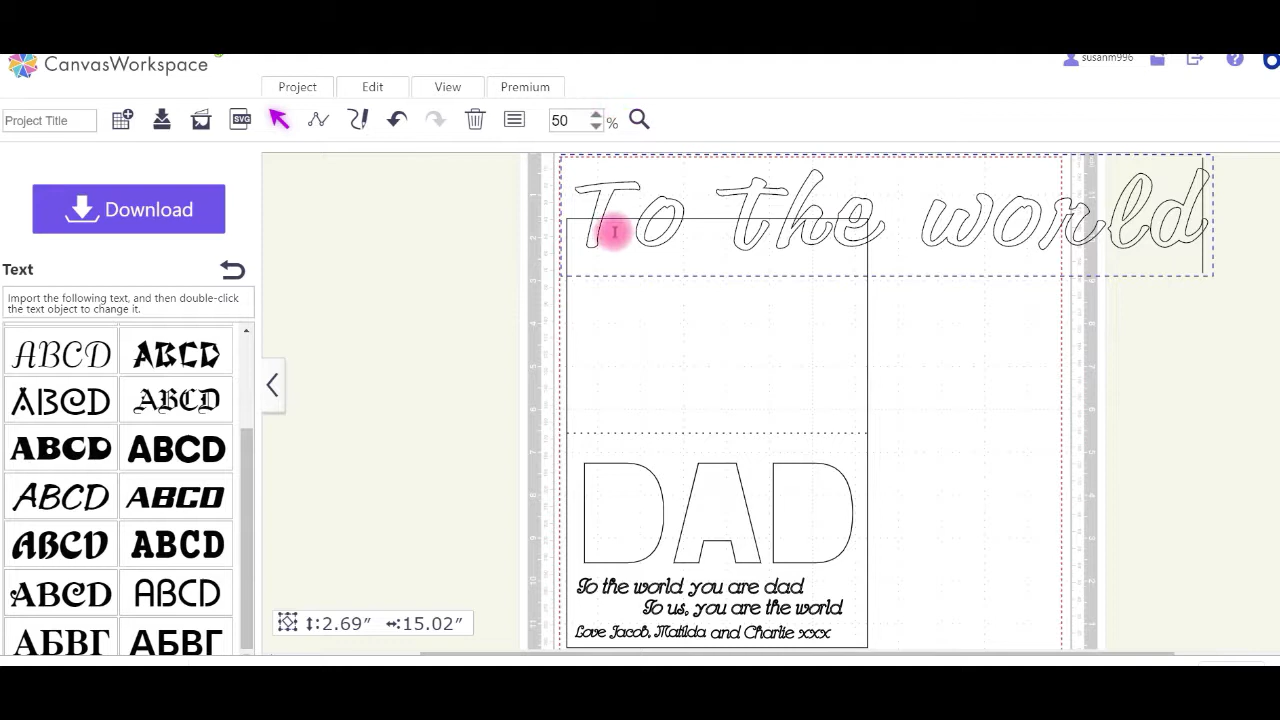 CanvasWorkspace
susanm996
Project
Edit
View
Premium
Project Title
SVG
50
%
Download
Text
Import the following text, and then double-click
the text object to change it.
ABCD ABCD
ABCD ABCD
ABCD ABCD
ABCD ABCD
ABCD ABCD
ABCD ABCD
АБВГ АБВГ
To the world
DAD
To the world you are dad
To us, you are the world
Love Jacob, Matilda and Charlie xxx
2.69″ 15.02″